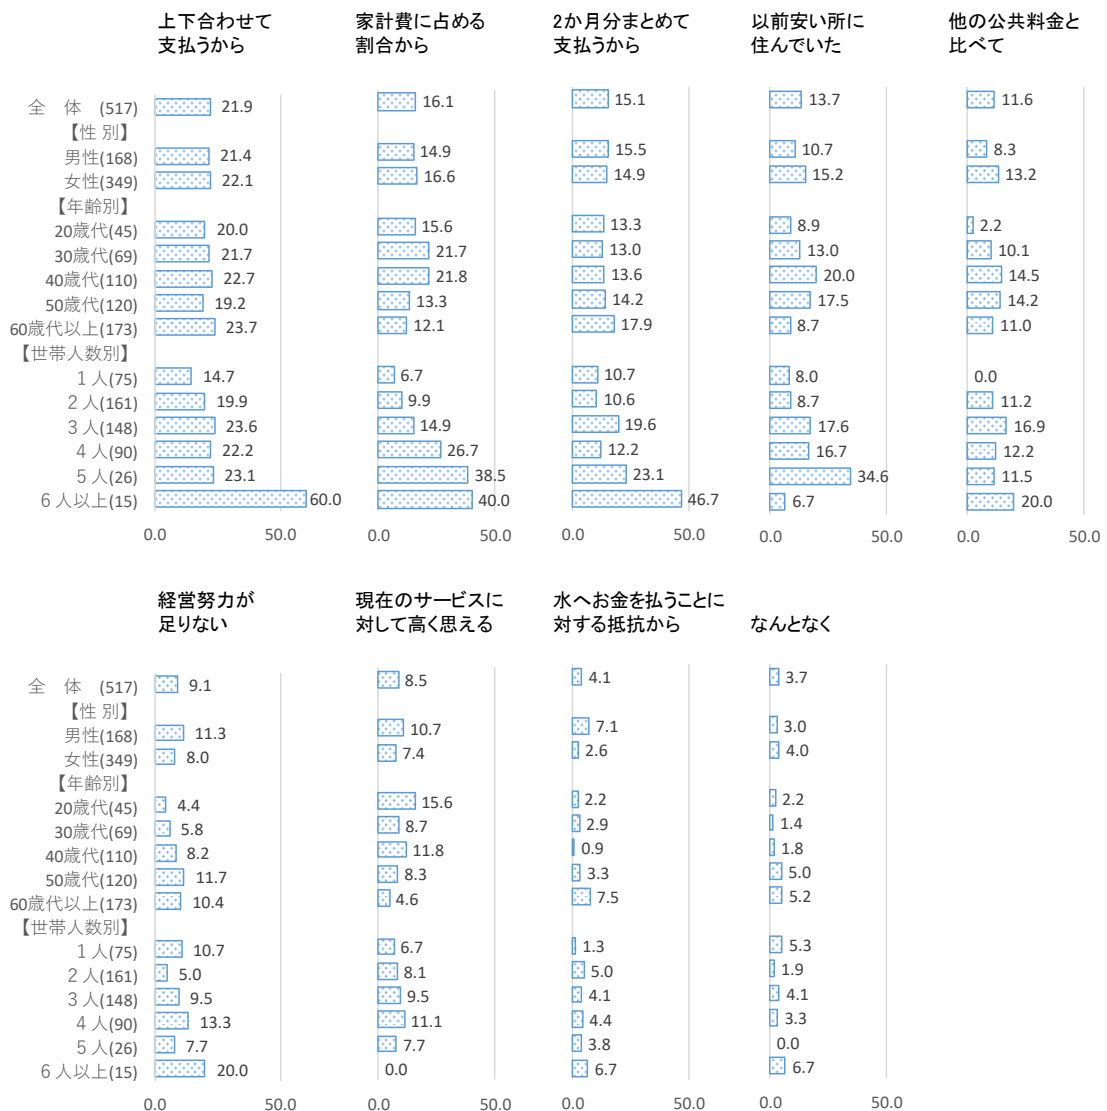 上下合わせて 家計費に占める 2か月分まとめて 以前安い所に 他の公共料金と
支払うから 割合から 支払うから 住んでいた 比べて
全 体 (517) 21.9 16.1 15.1 13.7 11.6
【性 別】
男性(168) 21.4 14.9 15.5 10.7 8.3
女性(349) 22.1 16.6 14.9 15.2 13.2
【年齢別】
20歳代(45) 20.0 15.6 13.3 8.9 2.2
30歳代(69) 21.7 21.7 13.0 13.0 10.1
40歳代(110) 22.7 21.8 13.6 20.0 14.5
50歳代(120) 19.2 13.3 14.2 17.5 14.2
60歳代以上(173) 23.7 12.1 17.9 8.7 11.0
【世帯人数別】
1 人(75) 14.7 6.7 10.7 8.0 0.0
2 人(161) 19.9 9.9 10.6 8.7 11.2
3 人(148) 23.6 14.9 19.6 17.6 16.9
4 人(90) 22.2 26.7 12.2 16.7 12.2
5 人(26) 23.1 38.5 23.1 34.6 11.5
6 人以上(15) 60.0 40.0 46.7 6.7 20.0
0.0 50.0 0.0 50.0 0.0 50.0 0.0 50.0 0.0 50.0
経営努力が 現在のサービスに 水へお金を払うことに
足りない 対して高く思える 対する抵抗から なんとなく
全 体 (517) 9.1 8.5 4.1 3.7
【性 別】
男性(168) 11.3 10.7 7.1 3.0
女性(349) 8.0 7.4 2.6 4.0
【年齢別】
20歳代(45) 4.4 15.6 2.2 2.2
30歳代(69) 5.8 8.7 2.9 1.4
40歳代(110) 8.2 11.8 0.9 1.8
50歳代(120) 11.7 8.3 3.3 5.0
60歳代以上(173) 10.4 4.6 7.5 5.2
【世帯人数別】
1 人(75) 10.7 6.7 1.3 5.3
2 人(161) 5.0 8.1 5.0 1.9
3 人(148) 9.5 9.5 4.1 4.1
4 人(90) 13.3 11.1 4.4 3.3
5 人(26) 7.7 7.7 3.8 0.0
6 人以上(15) 20.0 0.0 6.7 6.7
0.0 50.0 0.0 50.0 0.0 50.0 0.0 50.0